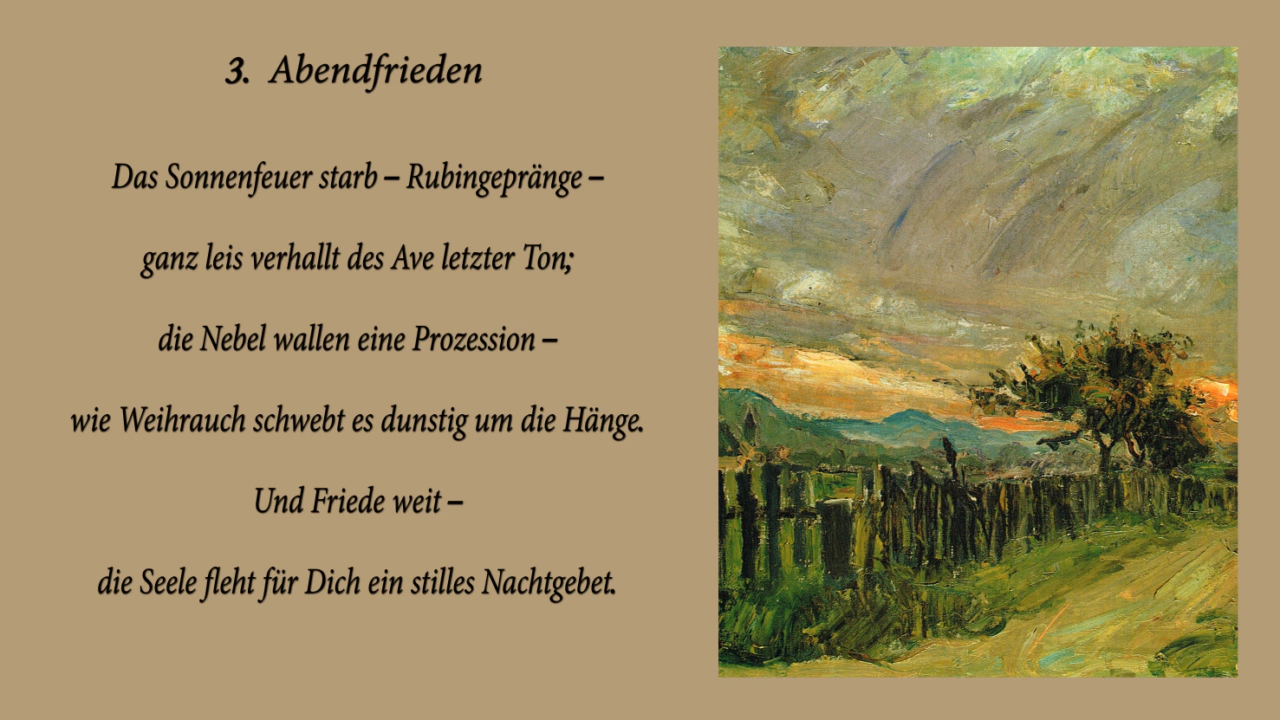 3. Abendfrieden
Das Sonnenfeuer starb – Rubingepränge –
ganz leis verhallt des Ave letzter Ton;
die Nebel wallen eine Prozession –
wie Weihrauch schwebt es dunstig um die Hänge.
Und Friede weit –
die Seele fleht für Dich ein stilles Nachtgebet.